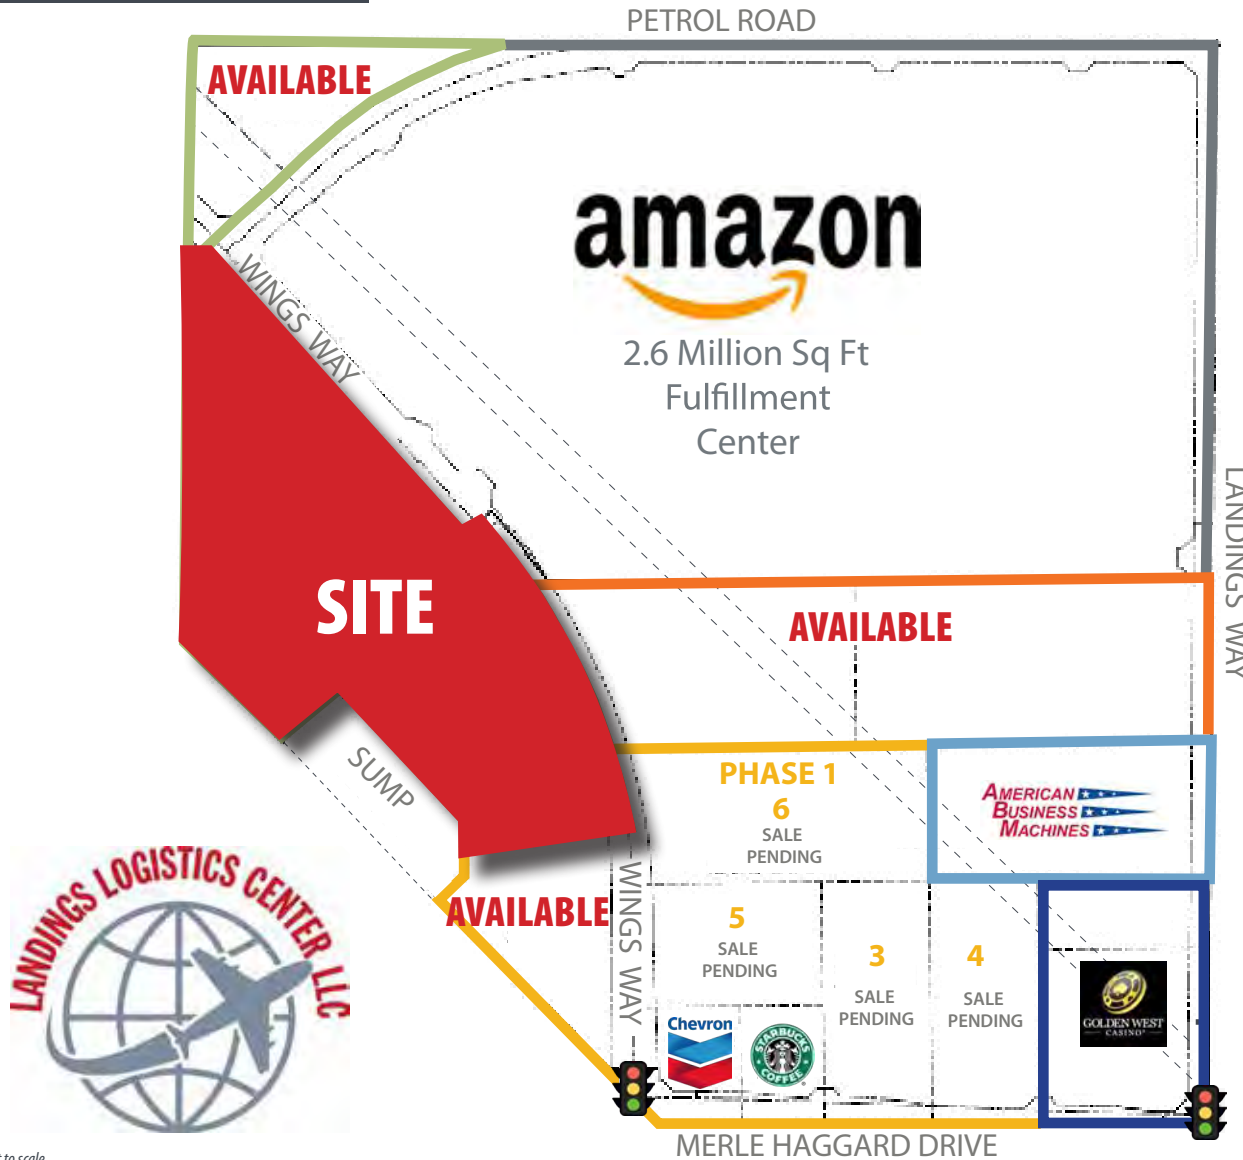 PETROL ROAD
AVAILABLE
amazon
2.6 Million Sq Ft
Fulfillment
Center
WINGS WAY
LANDINGS WAY
SITE
AVAILABLE
SUMP
PHASE 1
6
SALE
PENDING
AMERICAN
BUSINESS
MACHINES
LANDINGS LOGISTICS CENTER LLC
AVAILABLE
WINGS WAY
5
SALE
PENDING
3
SALE
PENDING
4
SALE
PENDING
GOLDEN WEST
CASINO
Chevron
STARBUCKS
COFFEE
MERLE HAGGARD DRIVE
to scale